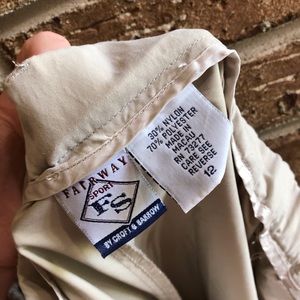 FAIRWAY
SPORT
FS
BY CROFT & BARROW
30% NYLON
70% POLYESTER
MADE IN
MACAU
RN 73277
CARE SEE
REVERSE
12